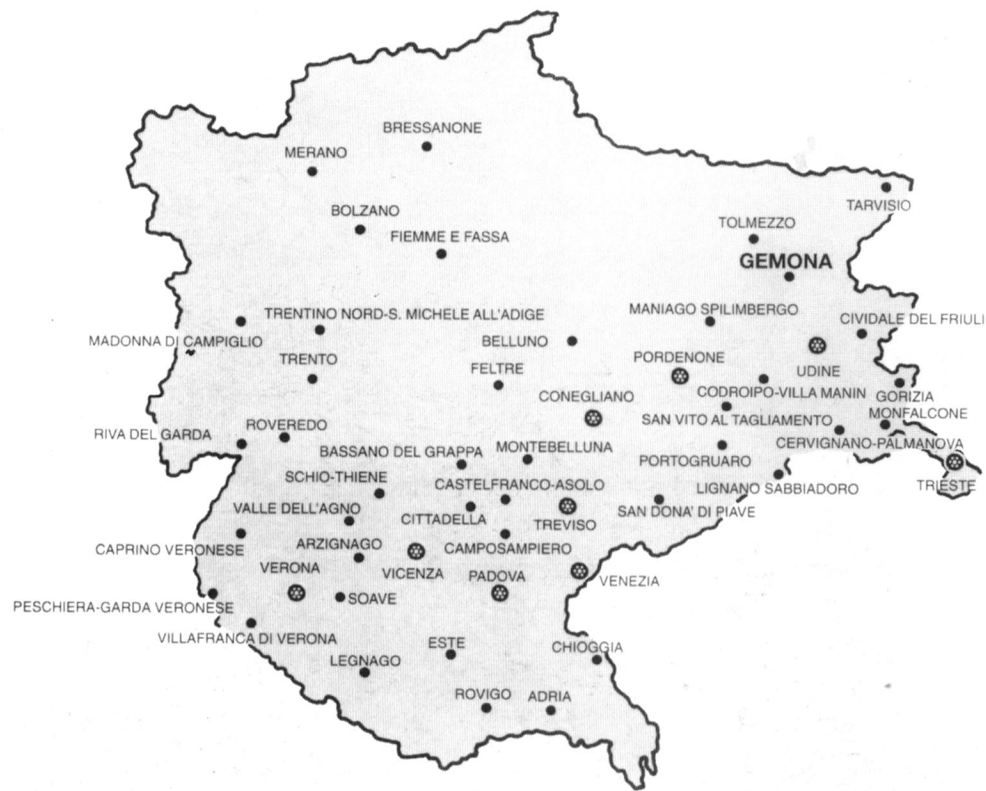 BRESSANONE
MERANO
TARVISIO
BOLZANO
TOLMEZZO
FIEMME E FASSA
GEMONA
MANIAGO SPILIMBERGO
TRENTINO NORD-S. MICHELE ALL'ADIGE
CIVIDALE DEL FRIULI
MADONNA DI CAMPIGLIO
BELLUNO
TRENTO
PORDENONE
FELTRE
UDINE
CODROIPO-VILLA MANIN
GORIZIA
CONEGLIANO
MONFALCONE
SAN VITO AL TAGLIAMENTO
ROVEREDO
RIVA DEL GARDA
CERVIGNANO-PALMANOVA
MONTEBELLUNA
BASSANO DEL GRAPPA
PORTOGRUARO
SCHIO-THIENE
CASTELFRANCO-ASOLO
TRIESTE
LIGNANO SABBIADORO
VALLE DELL'AGNO
SAN DONA' DI PIAVE
CITTADELLA
TREVISO
ARZIGNAGO
CAPRINO VERONESE
CAMPOSAMPIERO
VERONA
VICENZA
PADOVA
VENEZIA
SOAVE
PESCHIERA-GARDA VERONESE
VILLAFRANCA DI VERONA
ESTE
CHIOGGIA
LEGNAGO
ROVIGO
ADRIA